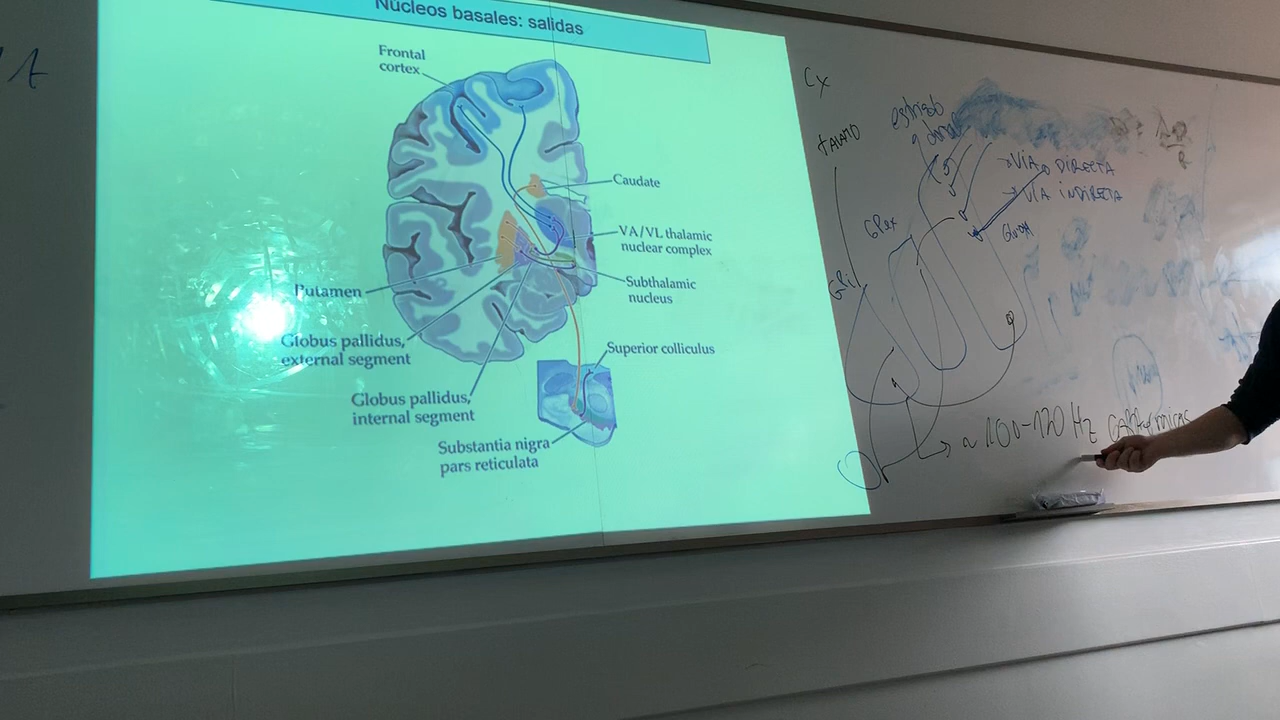 Núcleos basales: salidas
Frontal
cortex
Caudate
VA/VL thalamic
nuclear complex
Putamen
Subthalamic
nucleus
Globus pallidus,
external segment
Superior colliculus
Globus pallidus,
internal segment
Substantia nigra
pars reticulata
Cx
TALAMO
VIA DIRECTA
VIA INDIRECTA
GPex
GPil
~ 100-120 Hz